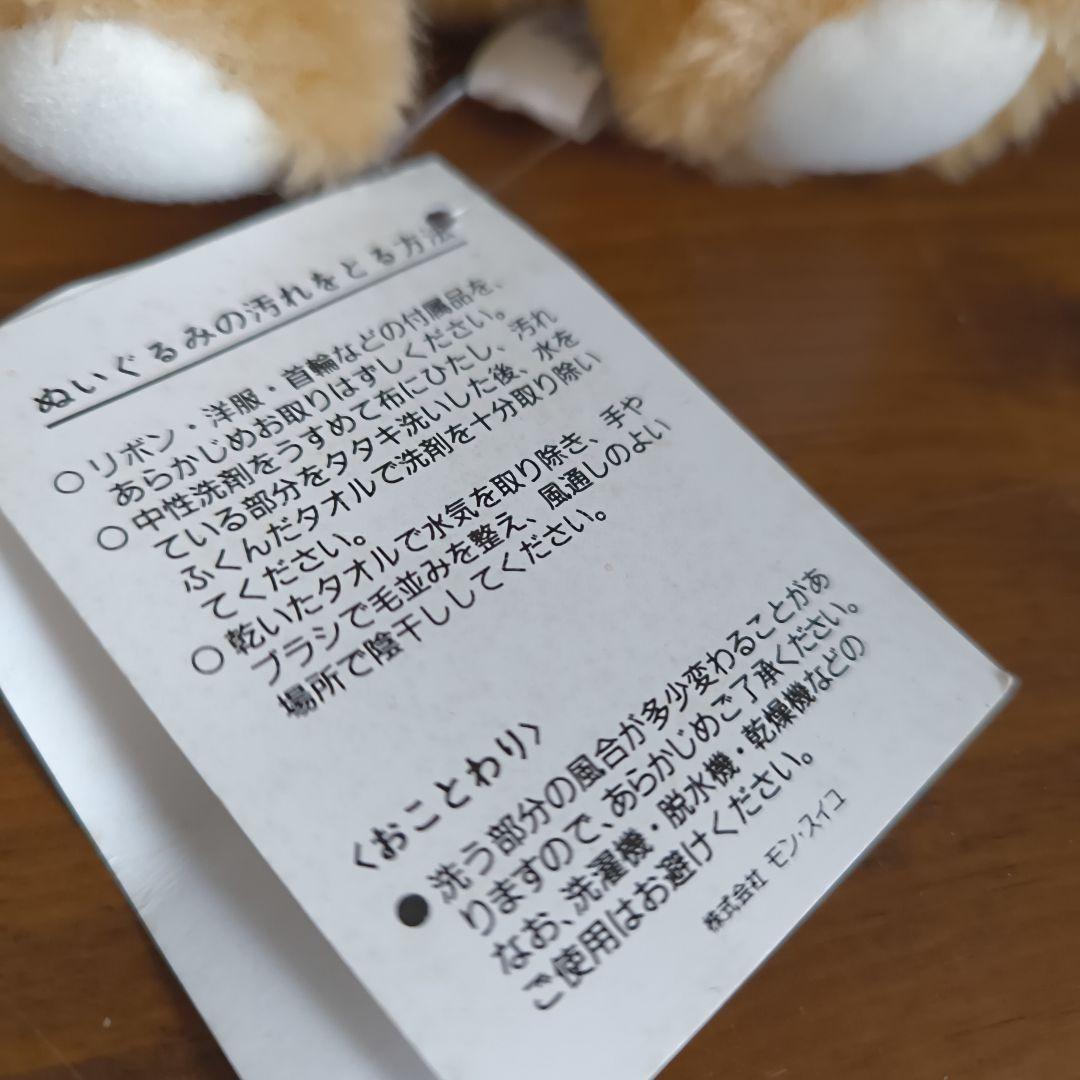 ぬいぐるみの汚れをとる方法
○ リボン・洋服・首輪などの付属品を、
あらかじめお取りはずしください。
○ 中性洗剤をうすめて布にひたし、汚れ
ている部分をタタキ洗いした後、水を
ふくんだタオルで洗剤を十分取り除い
てください。
○ 乾いたタオルで水気を取り除き、手や
ブラシで毛並みを整え、風通しのよい
場所で陰干ししてください。
〈おことわり〉
● 洗う部分の風合が多少変わることがあ
りますので、あらかじめご了承ください。
なお、洗濯機・脱水機・乾燥機などの
ご使用はお避けください。
株式会社 モン・スイユ